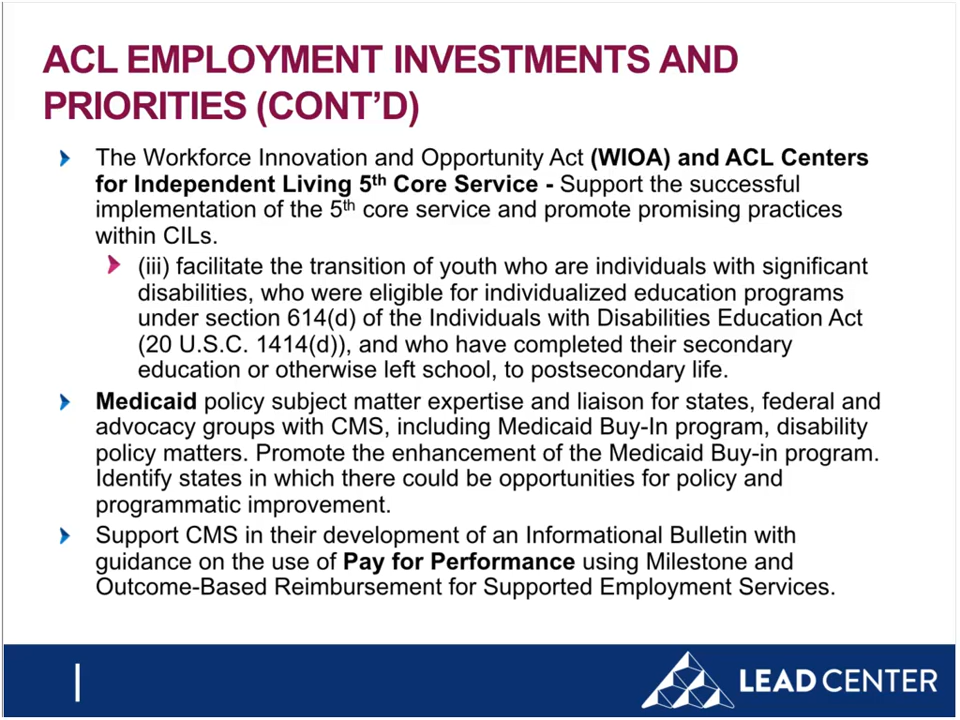 ACL EMPLOYMENT INVESTMENTS AND
PRIORITIES (CONT’D)
The Workforce Innovation and Opportunity Act (WIOA) and ACL Centers
for Independent Living 5th Core Service - Support the successful
implementation of the 5th core service and promote promising practices
within CILs.
(iii) facilitate the transition of youth who are individuals with significant
disabilities, who were eligible for individualized education programs
under section 614(d) of the Individuals with Disabilities Education Act
(20 U.S.C. 1414(d)), and who have completed their secondary
education or otherwise left school, to postsecondary life.
Medicaid policy subject matter expertise and liaison for states, federal and
advocacy groups with CMS, including Medicaid Buy-In program, disability
policy matters. Promote the enhancement of the Medicaid Buy-in program.
Identify states in which there could be opportunities for policy and
programmatic improvement.
Support CMS in their development of an Informational Bulletin with
guidance on the use of Pay for Performance using Milestone and
Outcome-Based Reimbursement for Supported Employment Services.
LEAD CENTER